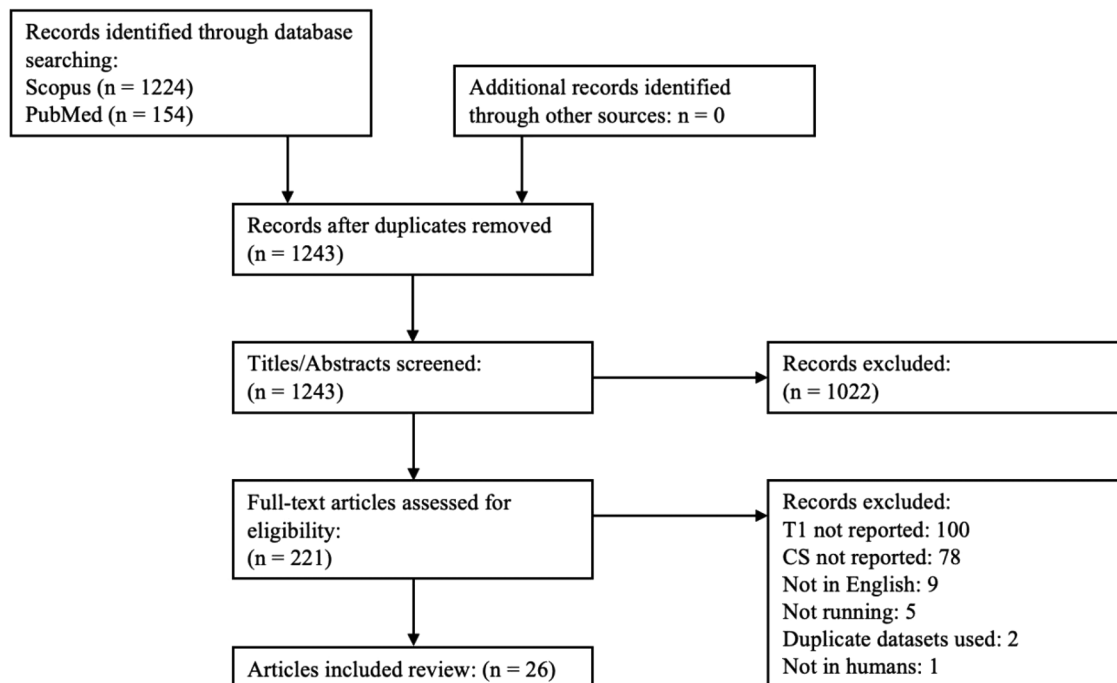 Records identified through database
searching:
Scopus (n = 1224)
PubMed (n = 154)
Additional records identified
through other sources: n = 0
Records after duplicates removed
(n = 1243)
Titles/Abstracts screened:
(n = 1243)
Records excluded:
(n = 1022)
Full-text articles assessed for
eligibility:
(n = 221)
Records excluded:
T1 not reported: 100
CS not reported: 78
Not in English: 9
Not running: 5
Duplicate datasets used: 2
Not in humans: 1
Articles included review: (n = 26)